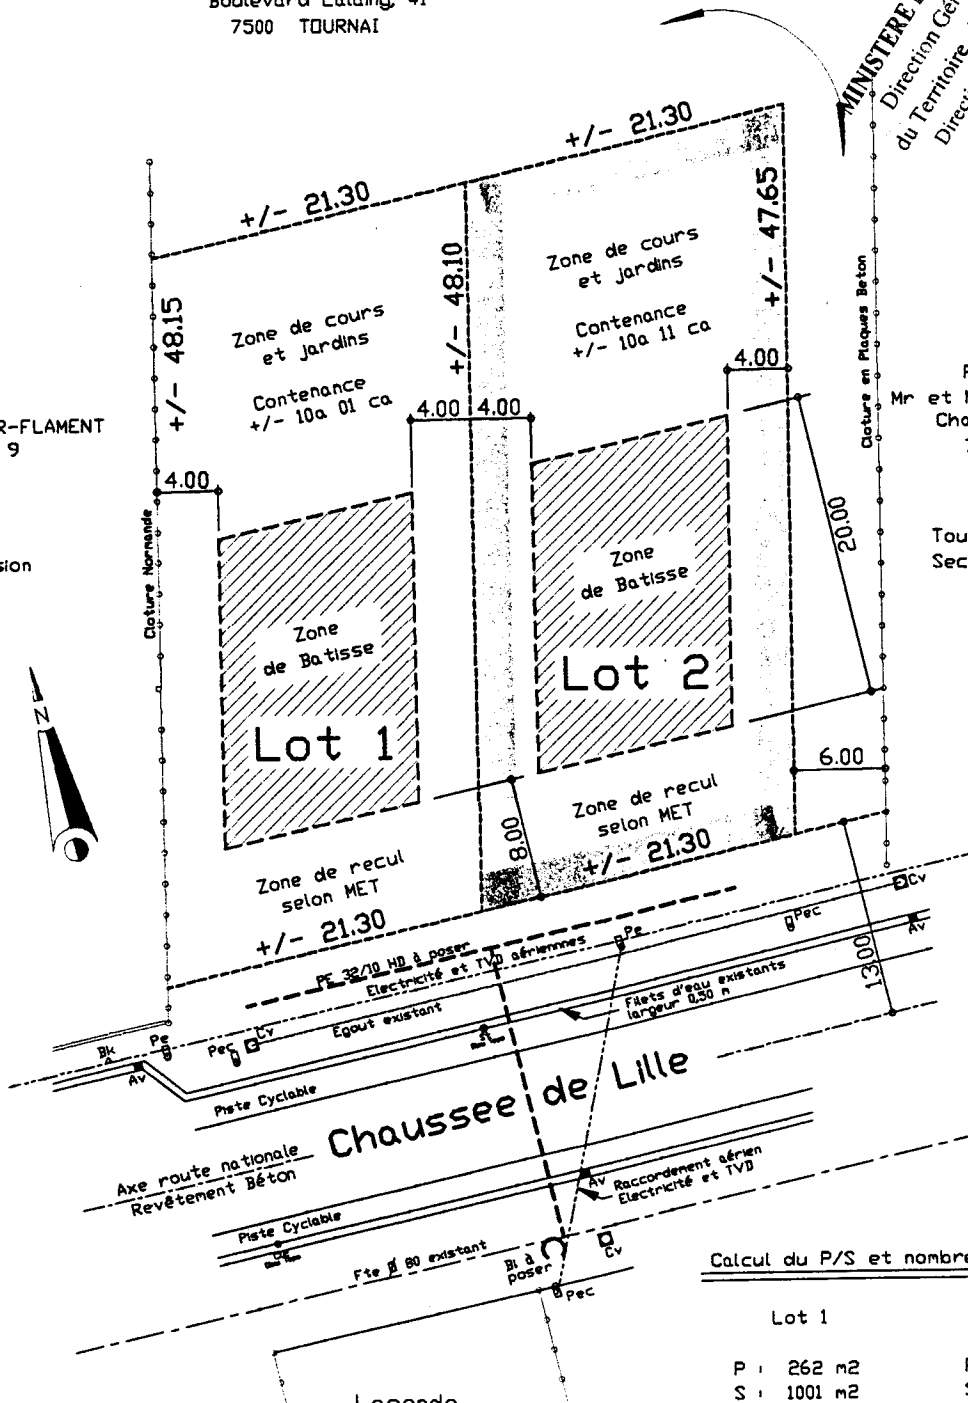 Boulevard Lalaing, 41
7500 TOURNAI
MINISTERE
Direction Gé
du Territoire
Direc
+/- 21.30
+/- 21.30
+/- 47.65
+/- 48.10
+/- 48.15
Zone de cours
et jardins
Contenance
+/- 10a 11 ca
Zone de cours
et jardins
Contenance
+/- 10a 01 ca
Cloture en Plaques Beton
4.00
4.00 4.00
4.00
R-FLAMENT
9
sion
Mr et M
Cha
Tou
Sec
Cloture Normande
20.00
Zone
de Batisse
Lot 2
Zone
de Batisse
Lot 1
N
6.00
8.00
Zone de recul
selon MET
+/- 21.30
Zone de recul
selon MET
+/- 21.30
13.00
PE 32/10 HD à poser
Electricité et TVD aériennes
Egout existant
Filets d'eau existants
largeur 0,50 m
Pe
Pec
Cv
Av
Bk
Pe
Pec
Cv
Av
Piste Cyclable
Chaussee de Lille
Axe route nationale
Revêtement Béton
Piste Cyclable
Av
Raccordement aérien
Electricité et TVD
Fte Ø 80 existant
Bi à
poser
Cv
Pec
Calcul du P/S et nombre
Lot 1
P : 262 m2
S : 1001 m2
Legende